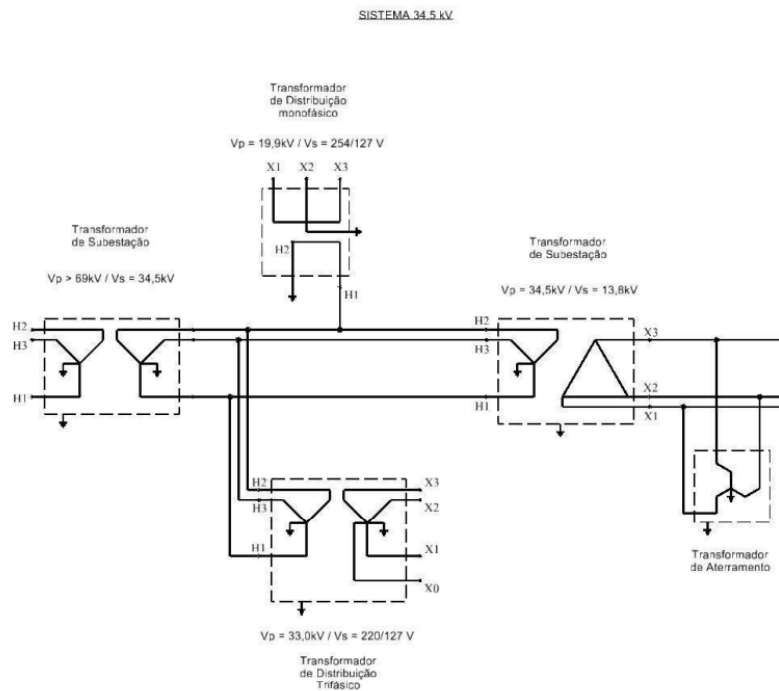 SISTEMA 34,5 kV
Transformador
de Distribuição
monofásico
Vp = 19,9kV / Vs = 254/127 V
X1 X2 X3
H2
H1
Transformador
de Subestação
Vp > 69kV / Vs = 34,5kV
H2
H3
H1
Transformador
de Subestação
Vp = 34,5kV / Vs = 13,8kV
H2
H3
H1
X3
X2
X1
H2
H3
H1
X3
X2
X1
X0
Vp = 33,0kV / Vs = 220/127 V
Transformador
de Distribuição
Trifásico
Transformador
de Aterramento